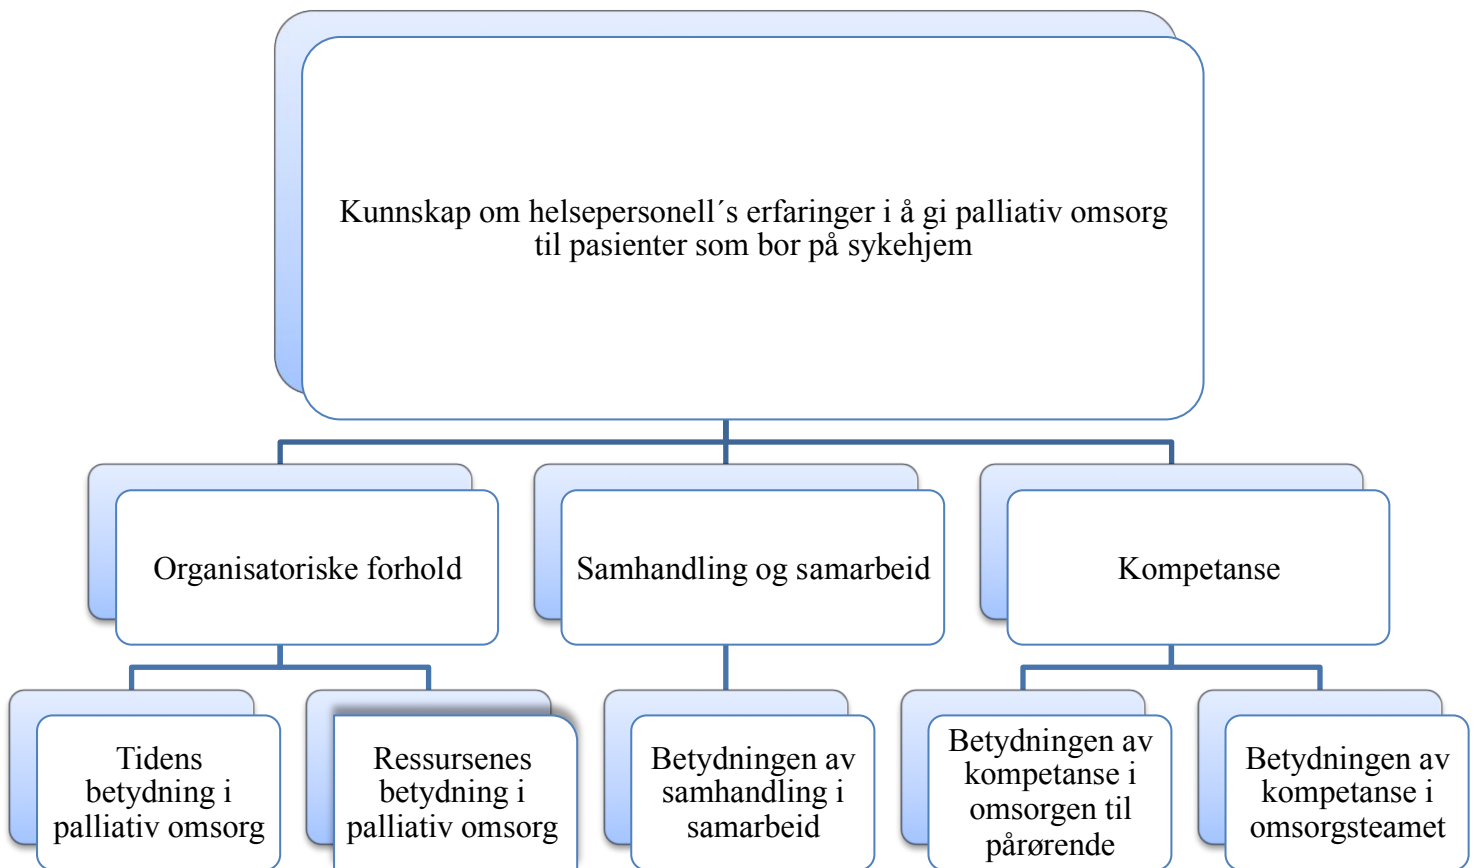 Kunnskap om helsepersonell´s erfaringer i å gi palliativ omsorg
til pasienter som bor på sykehjem
Organisatoriske forhold
Samhandling og samarbeid
Kompetanse
Tidens
betydning i
palliativ omsorg
Ressursenes
betydning i
palliativ omsorg
Betydningen av
samhandling i
samarbeid
Betydningen av
kompetanse i
omsorgen til
pårørende
Betydningen av
kompetanse i
omsorgsteamet